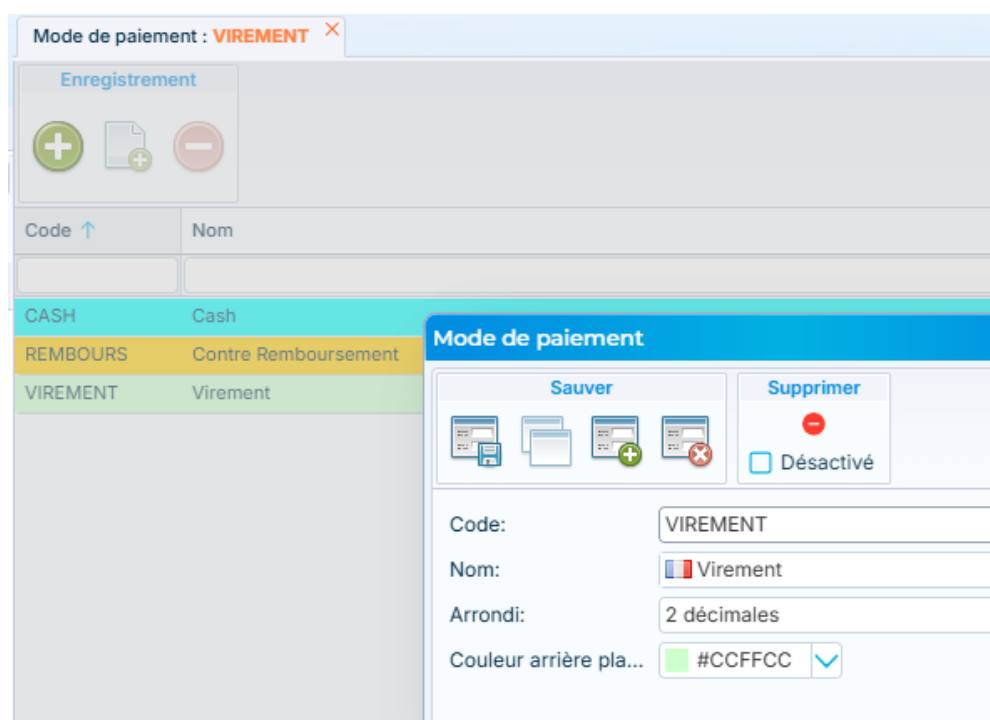 Mode de paiement : VIREMENT
Enregistrement
Code Nom
CASH Cash
REMBOURS Contre Remboursement
VIREMENT Virement
Mode de paiement
Sauver Supprimer
Désactivé
Code: VIREMENT
Nom: Virement
Arrondi: 2 décimales
Couleur arrière pla... #CCFFCC